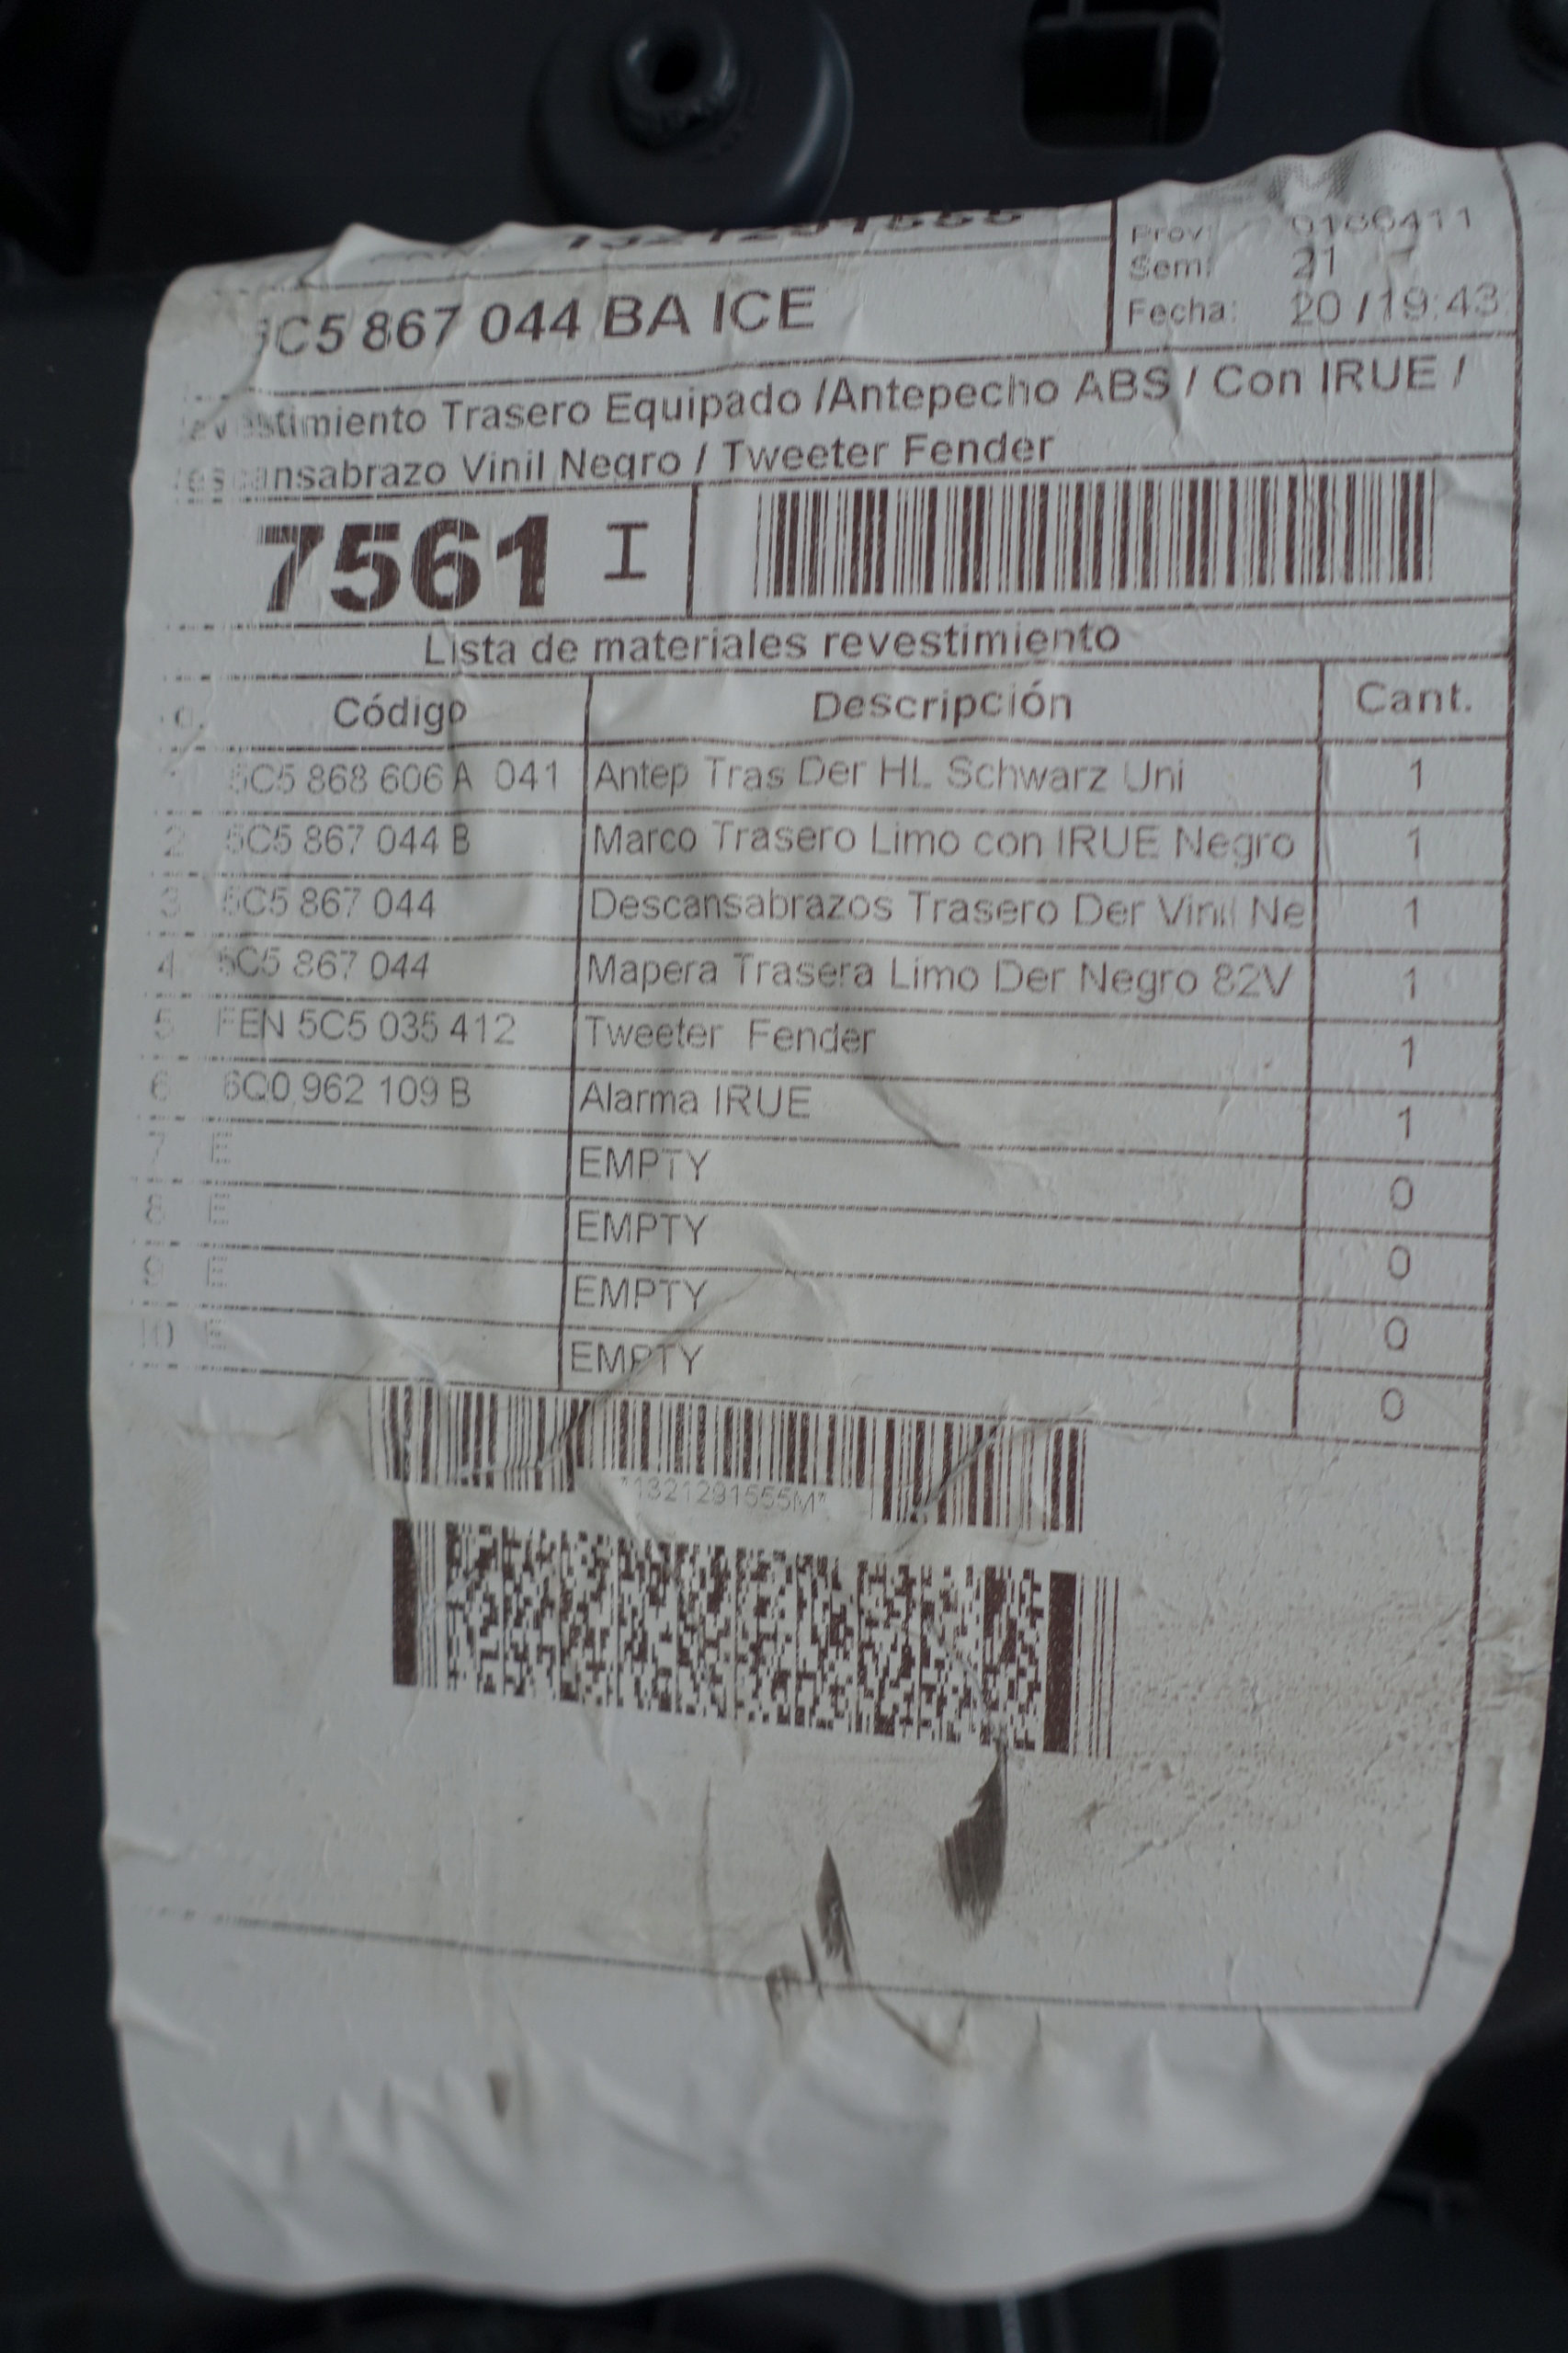 1321291555
Prov: 9166411
Sem: 21
5C5 867 044 BA ICE
Fecha: 20 / 19:43
Revestimiento Trasero Equipado /Antepecho ABS / Con IRUE /
Descansabrazo Vinil Negro / Tweeter Fender
7561 I
Lista de materiales revestimiento
Código Descripción Cant.
1 5C5 868 606 A 041 Antep Tras Der HL Schwarz Uni 1
2 5C5 867 044 B Marco Trasero Limo con IRUE Negro 1
3 5C5 867 044 Descansabrazos Trasero Der Vinil Ne 1
4 5C5 867 044 Mapera Trasera Limo Der Negro 82V 1
5 FEN 5C5 035 412 Tweeter Fender 1
6 6Q0 962 109 B Alarma IRUE 1
7 E EMPTY 0
8 E EMPTY 0
9 E EMPTY 0
10 E EMPTY 0
*1321291555M*